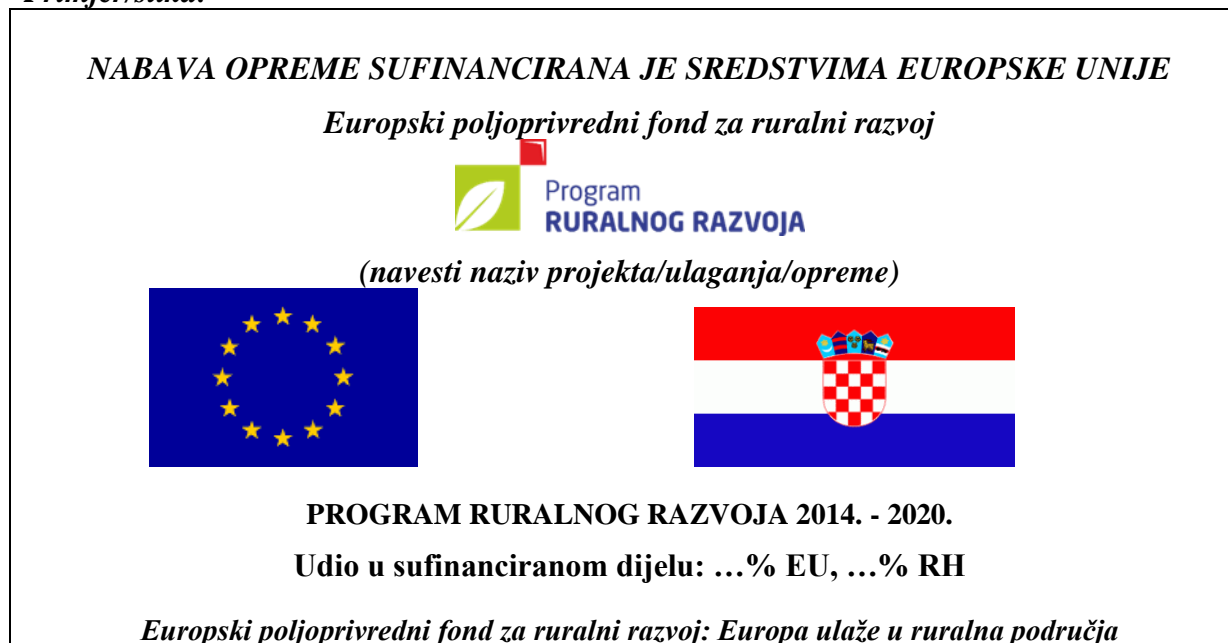 NABAVA OPREME SUFINANCIRANA JE SREDSTVIMA EUROPSKE UNIJE
Europski poljoprivredni fond za ruralni razvoj
Program
RURALNOG RAZVOJA
(navesti naziv projekta/ulaganja/opreme)
PROGRAM RURALNOG RAZVOJA 2014. - 2020.
Udio u sufinanciranom dijelu: …% EU, …% RH
Europski poljoprivredni fond za ruralni razvoj: Europa ulaže u ruralna područja